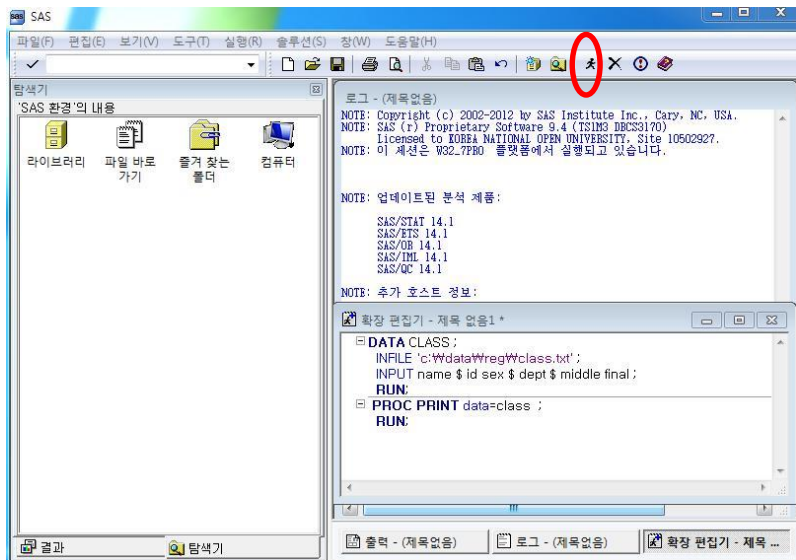 SAS
파일(F) 편집(E) 보기(V) 도구(T) 실행(R) 솔루션(S) 창(W) 도움말(H)
탐색기
'SAS 환경'의 내용
라이브러리
파일 바로
가기
즐겨 찾는
폴더
컴퓨터
로그 - (제목없음)
NOTE: Copyright (c) 2002-2012 by SAS Institute Inc., Cary, NC, USA.
NOTE: SAS (r) Proprietary Software 9.4 (TS1M3 DBCS3170)
Licensed to KOREA NATIONAL OPEN UNIVERSITY, Site 10502927.
NOTE: 이 세션은 W32_7PRO 플랫폼에서 실행되고 있습니다.
NOTE: 업데이트된 분석 제품:
SAS/STAT 14.1
SAS/ETS 14.1
SAS/OR 14.1
SAS/IML 14.1
SAS/QC 14.1
NOTE: 추가 호스트 정보:
확장 편집기 - 제목 없음1 *
DATA CLASS ;
INFILE 'c:₩data₩reg₩class.txt' ;
INPUT name $ id sex $ dept $ middle final ;
RUN;
PROC PRINT data=class ;
RUN;
결과
탐색기
출력 - (제목없음)
로그 - (제목없음)
확장 편집기 - 제목 ...